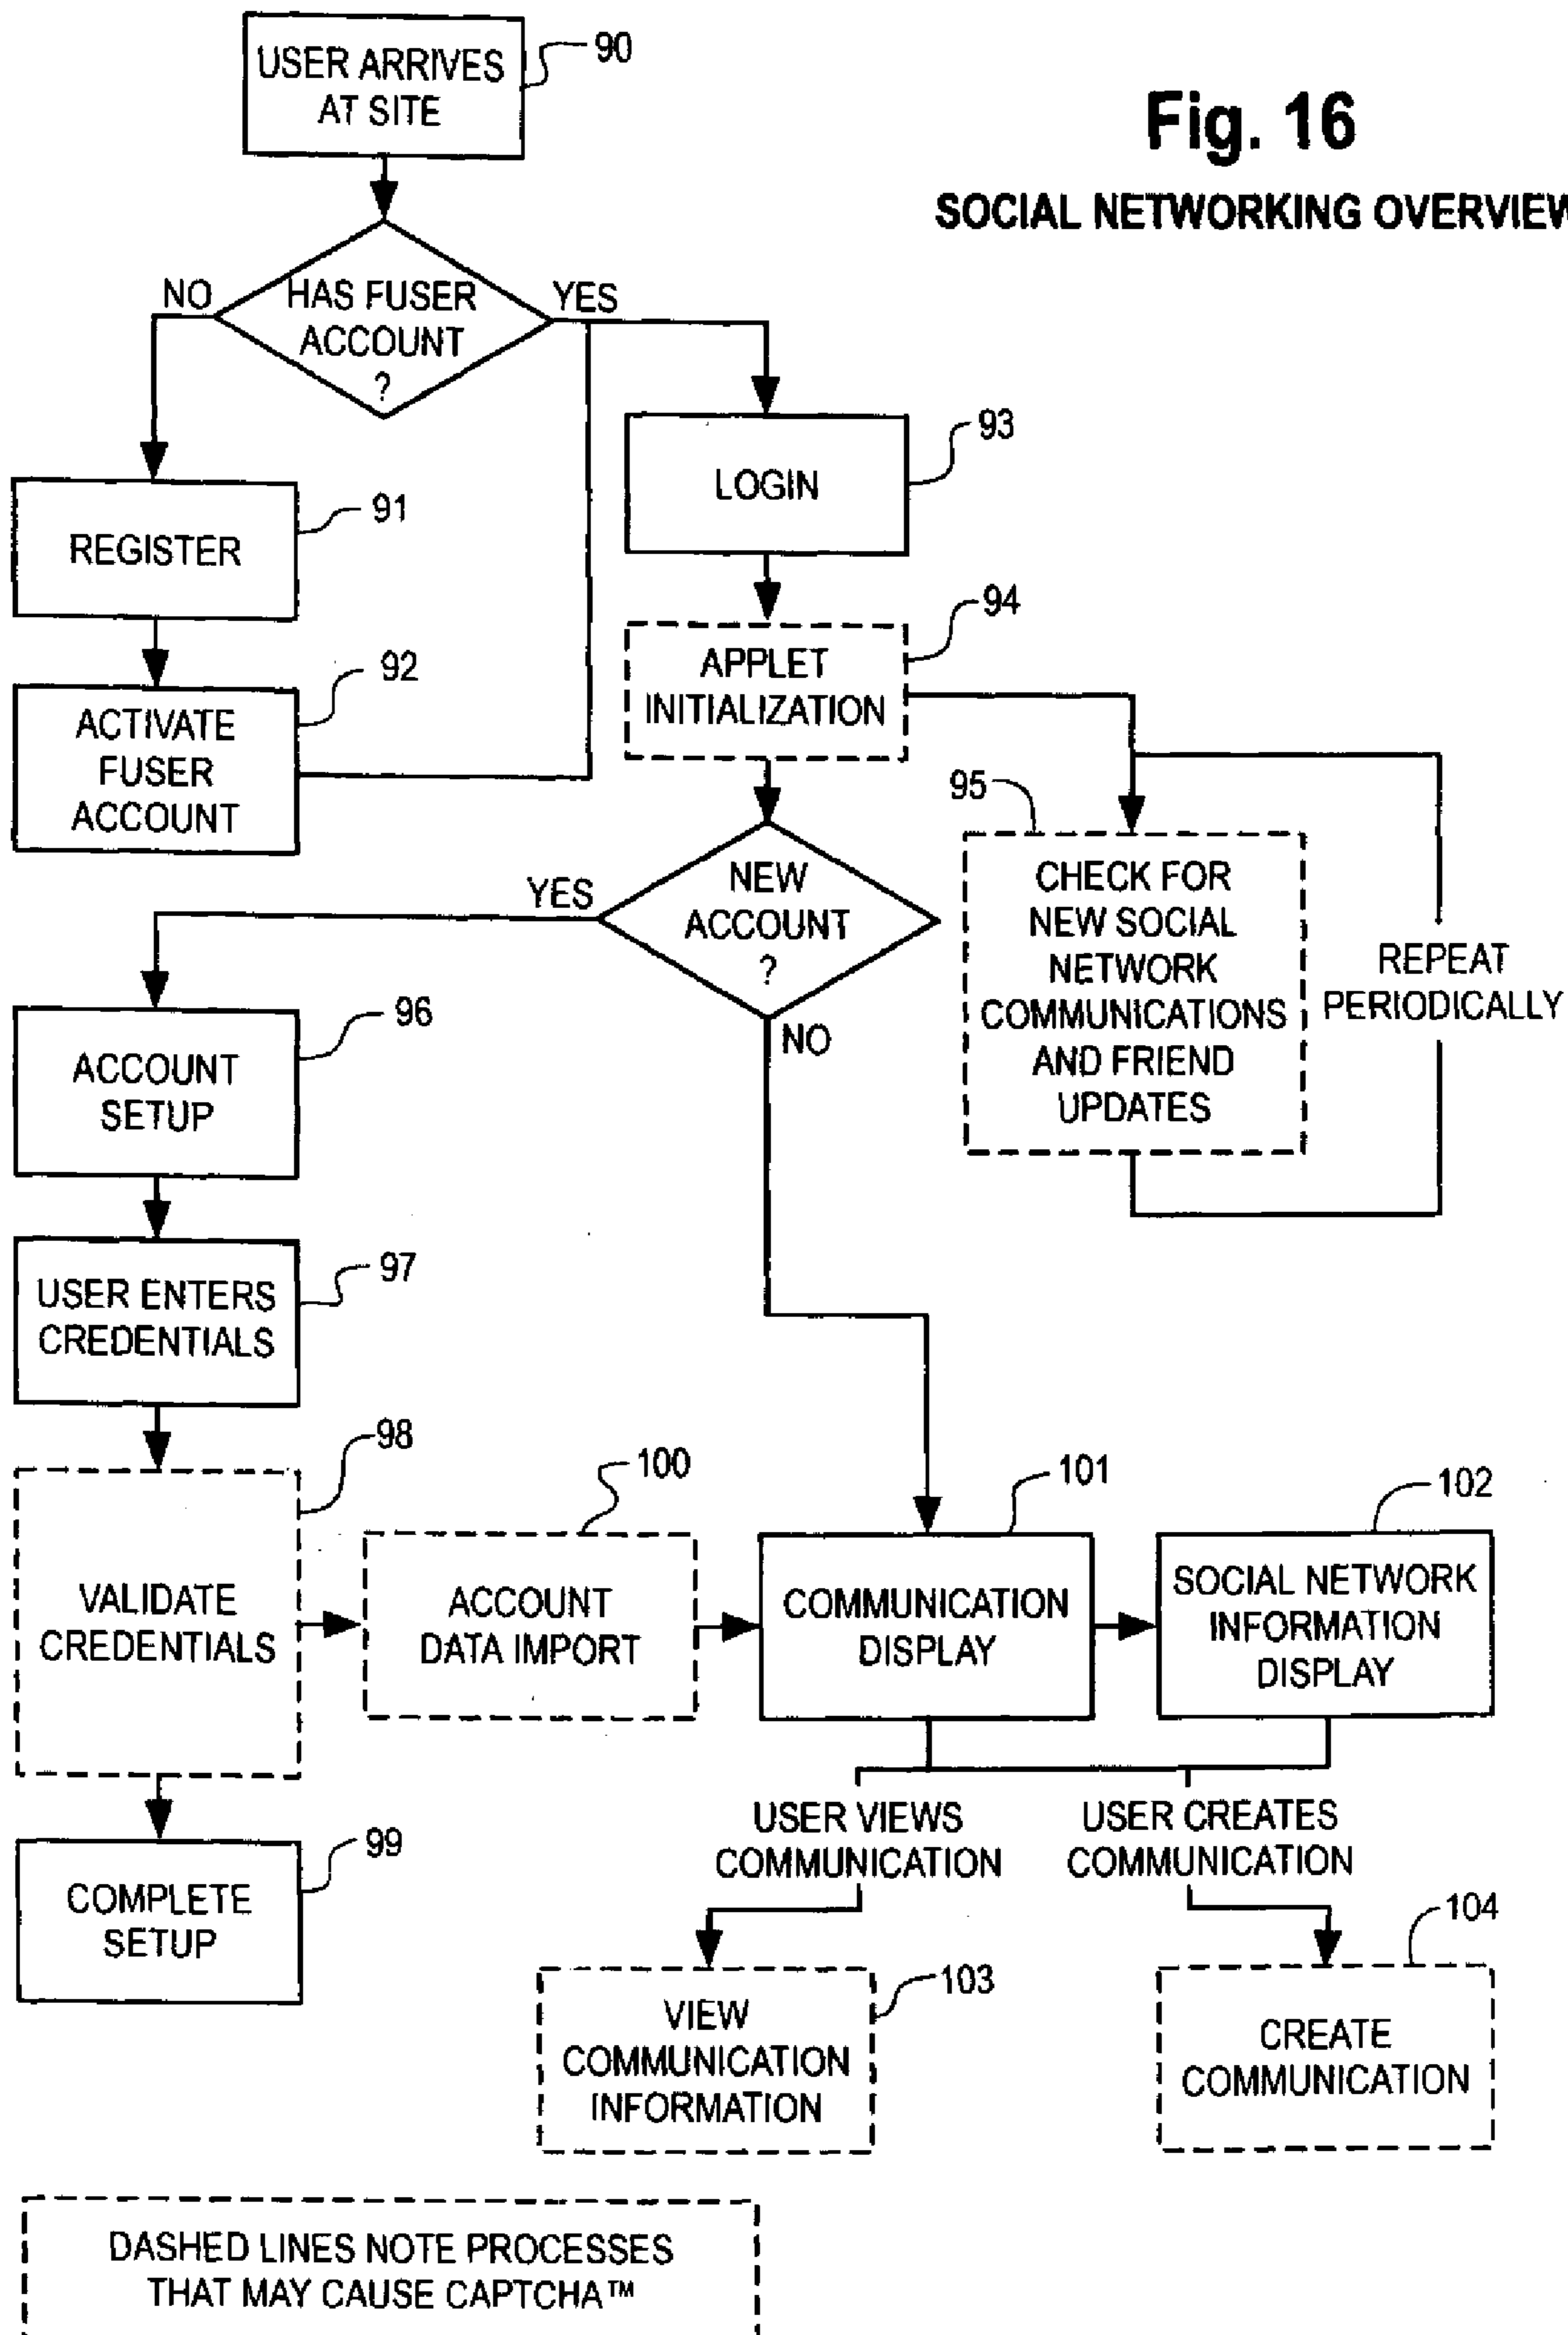 Fig. 16
SOCIAL NETWORKING OVERVIEW
USER ARRIVES
AT SITE
90
HAS FUSER
ACCOUNT
?
NO
YES
REGISTER
91
ACTIVATE
FUSER
ACCOUNT
92
LOGIN
93
APPLET
INITIALIZATION
94
95
CHECK FOR
NEW SOCIAL
NETWORK
COMMUNICATIONS
AND FRIEND
UPDATES
REPEAT
PERIODICALLY
NEW
ACCOUNT
?
YES
NO
ACCOUNT
SETUP
96
USER ENTERS
CREDENTIALS
97
VALIDATE
CREDENTIALS
98
COMPLETE
SETUP
99
ACCOUNT
DATA IMPORT
100
COMMUNICATION
DISPLAY
101
SOCIAL NETWORK
INFORMATION
DISPLAY
102
USER VIEWS
COMMUNICATION
USER CREATES
COMMUNICATION
VIEW
COMMUNICATION
INFORMATION
103
CREATE
COMMUNICATION
104
DASHED LINES NOTE PROCESSES
THAT MAY CAUSE CAPTCHA™